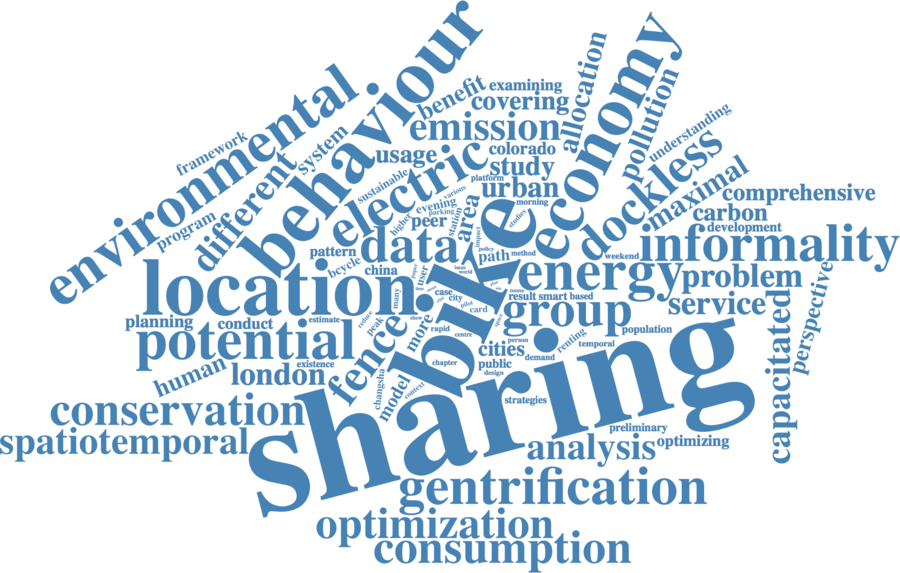 behaviour
economy
environmental
allocation
pollution
examining
benefit
covering
framework
system
emission
understanding
colorado
usage
electric
study
dockless
different
sustainable
platform
urban
maximal
comprehensive
various
morning
evening
parking
carbon
program
higher
peer
station
area
studies
development
data
pattern
impact
policy
path
method
weekend
informality
bcycle
china
user
energy
problem
location
bike
many
case
city
result smart based
service
perspective
pilot
card
group
planning
conduct
estimate
reduce
peak
show
more
rapid
centre
person
renting
population
capacitated
potential
fence
cities
temporal
demand
existence
chapter
public
human
london
model
design
changsha
context
conservation
strategies
sharing
spatiotemporal
preliminary
analysis
optimizing
gentrification
optimization
consumption